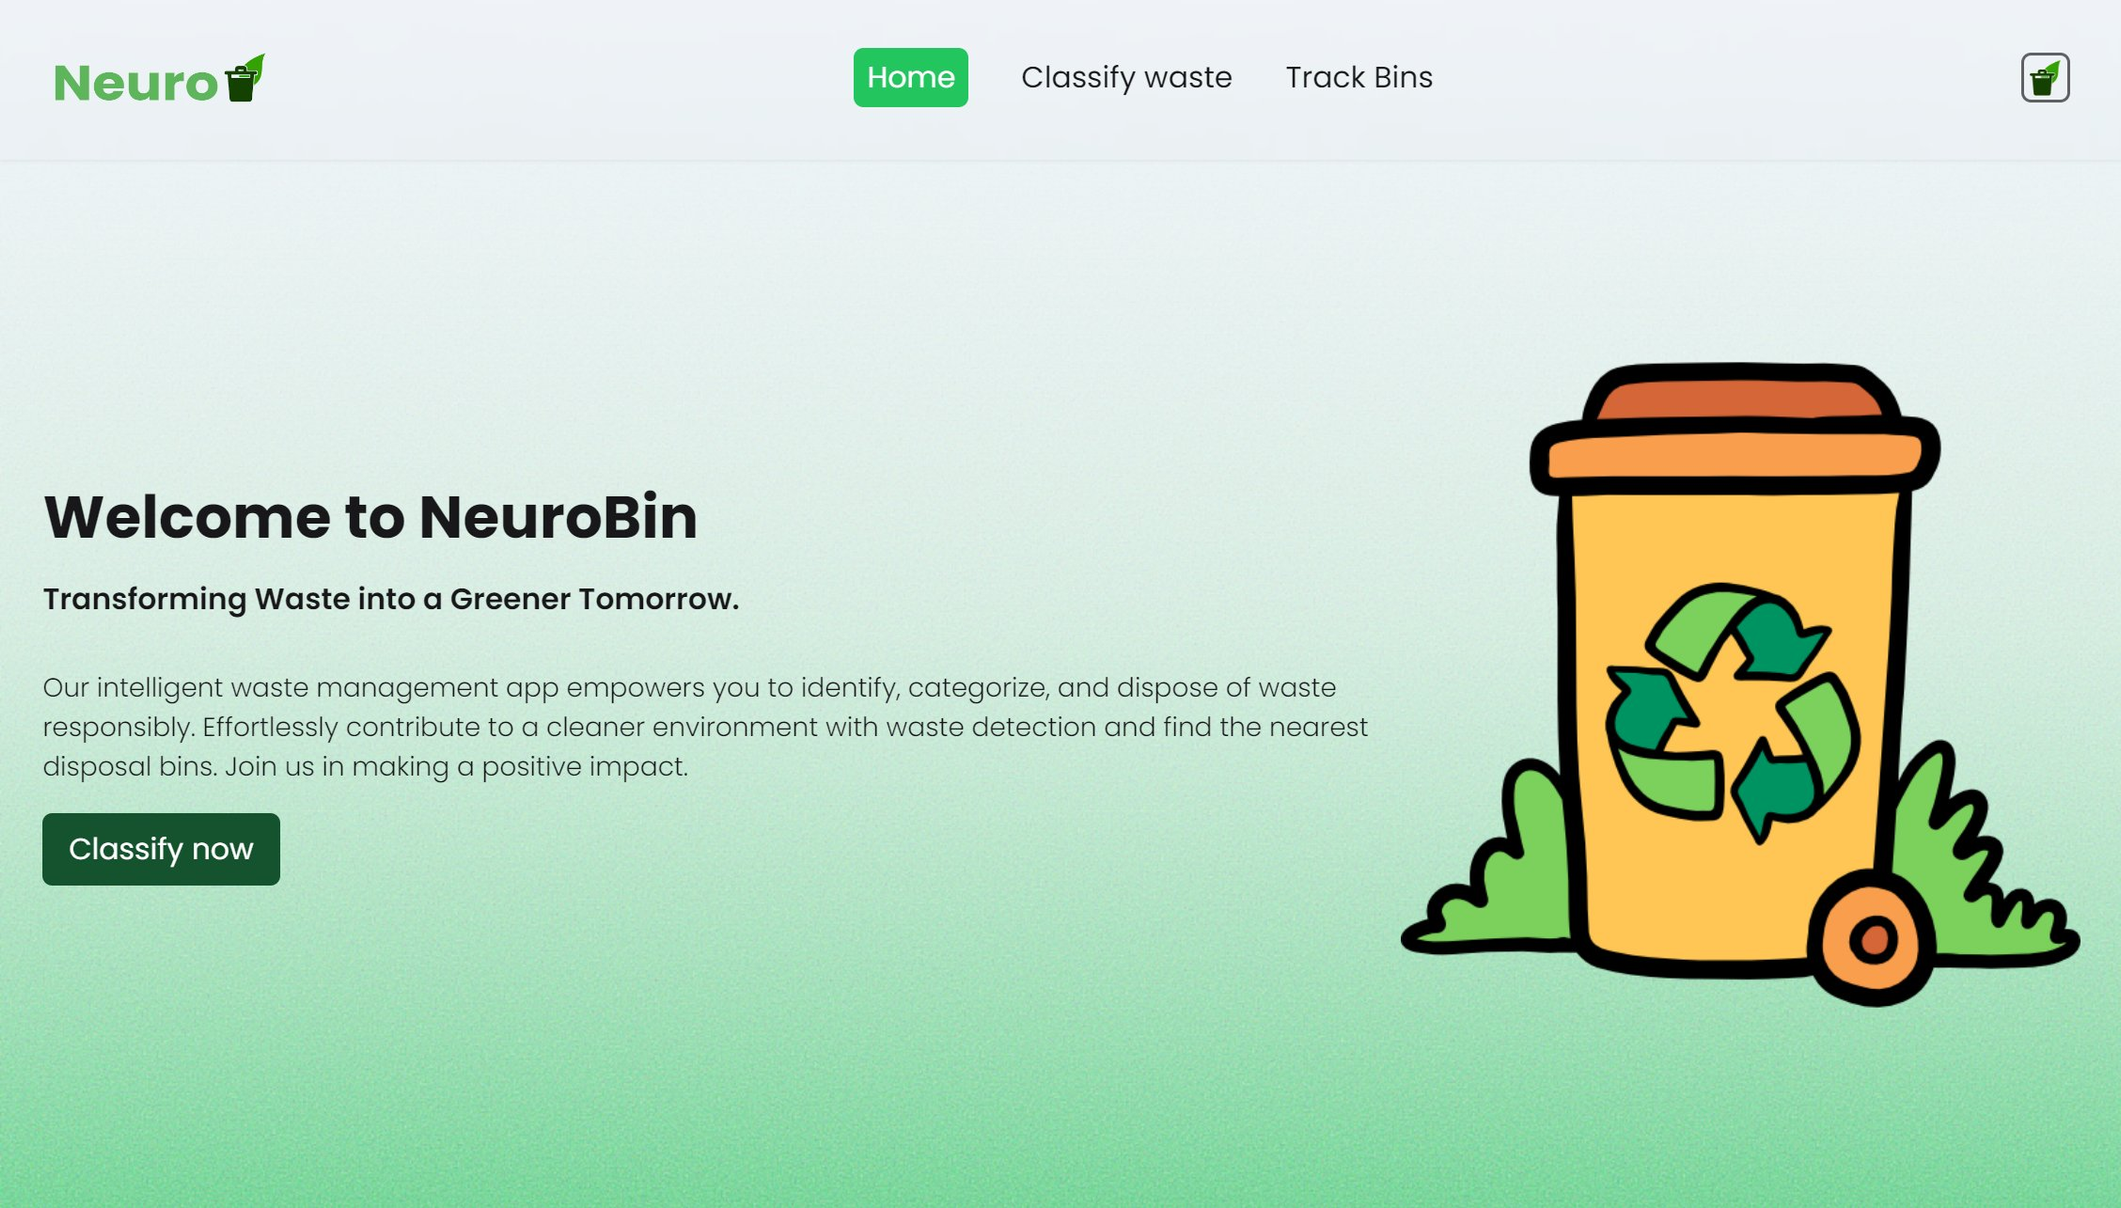 Neuro
Home
Classify waste
Track Bins
Welcome to NeuroBin
Transforming Waste into a Greener Tomorrow.
Our intelligent waste management app empowers you to identify, categorize, and dispose of waste
responsibly. Effortlessly contribute to a cleaner environment with waste detection and find the nearest
disposal bins. Join us in making a positive impact.
Classify now